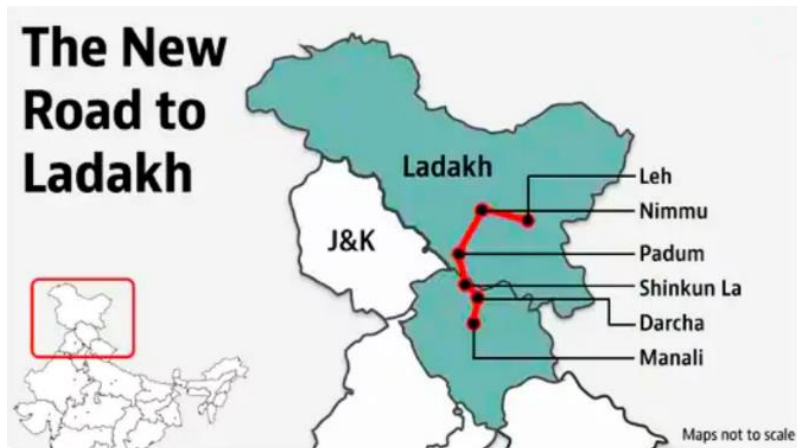 The New
Road to
Ladakh
Ladakh
J&K
Leh
Nimmu
Padum
Shinkun La
Darcha
Manali
Maps not to scale